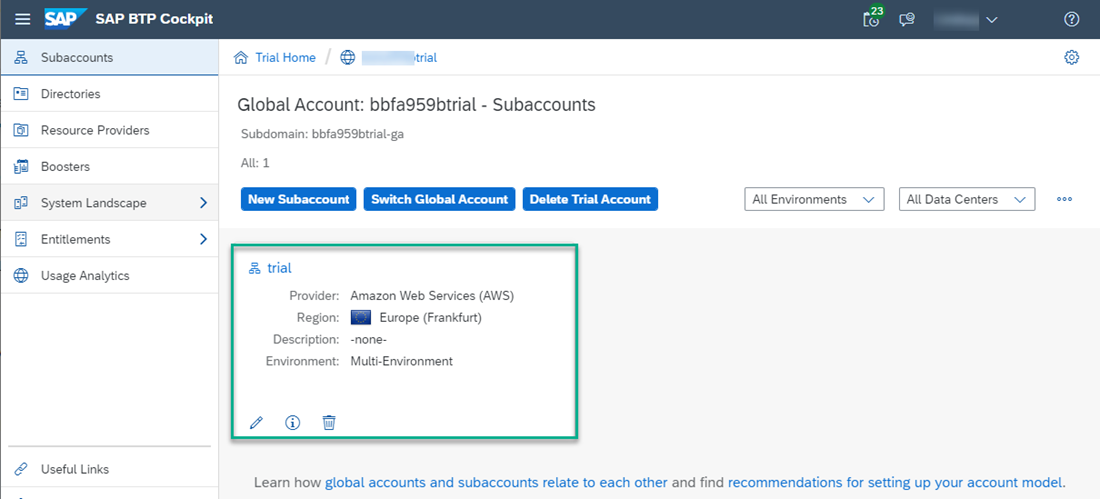 SAP SAP BTP Cockpit 23
Subaccounts
Directories
Resource Providers
Boosters
System Landscape
Entitlements
Usage Analytics
Useful Links
Trial Home / trial
Global Account: bbfa959btrial - Subaccounts
Subdomain: bbfa959btrial-ga
All: 1
New Subaccount Switch Global Account Delete Trial Account All Environments All Data Centers
trial
Provider: Amazon Web Services (AWS)
Region: Europe (Frankfurt)
Description: -none-
Environment: Multi-Environment
Learn how global accounts and subaccounts relate to each other and find recommendations for setting up your account model.